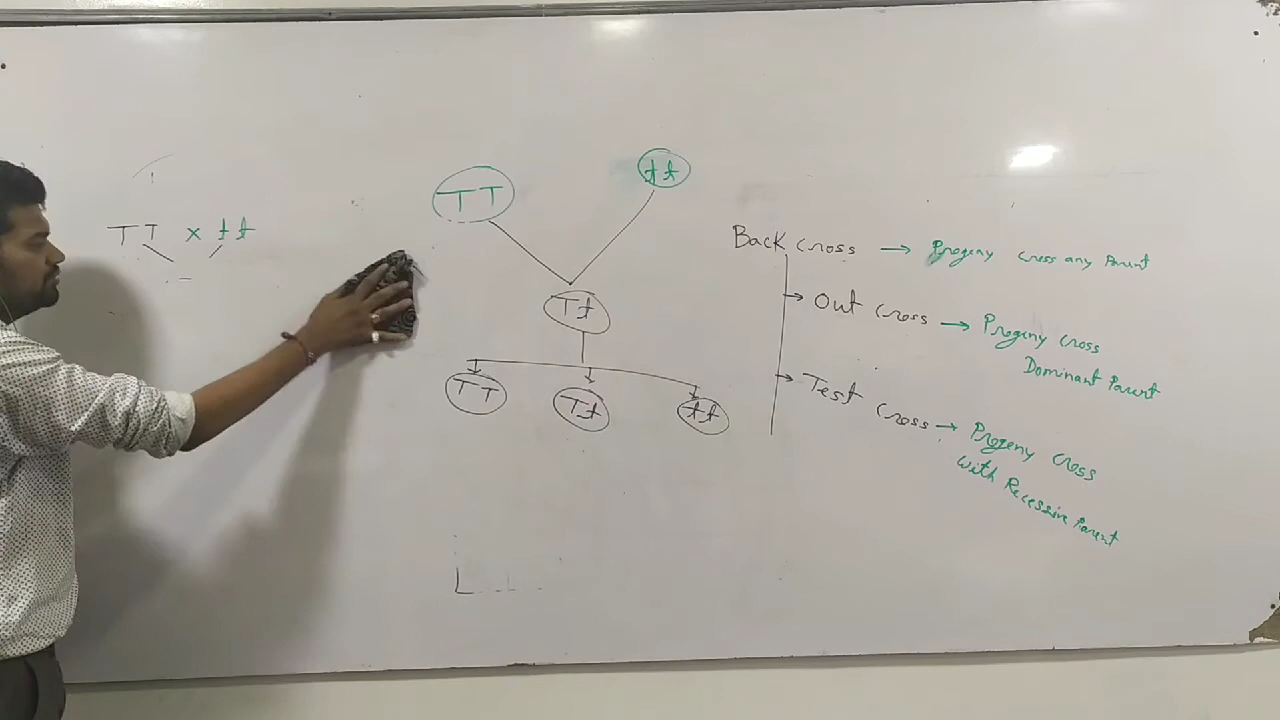 TT x tt
TT
tt
Tt
TT
Tt
tt
Back Cross → Progeny Cross any Parent
→ Out Cross → Progeny Cross
Dominant Parent
→ Test Cross → Progeny Cross
with Recessive Parent